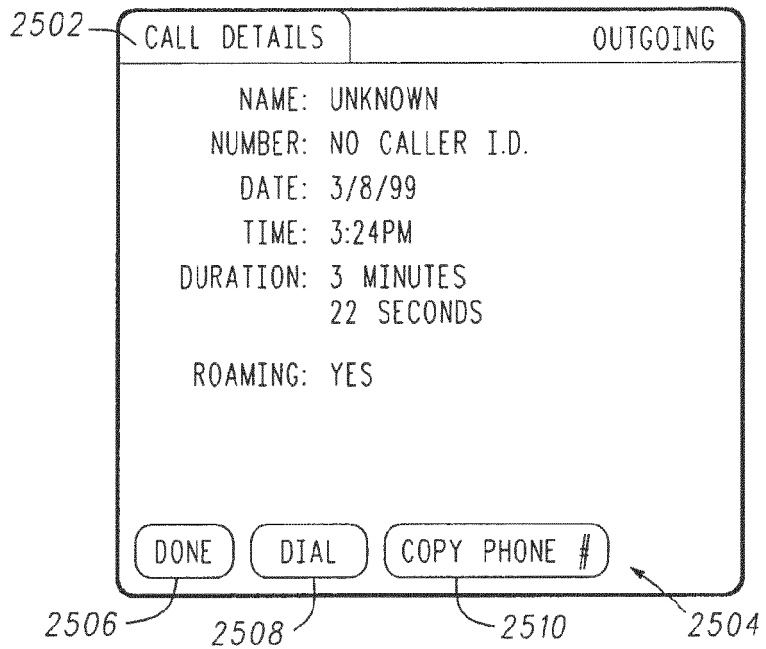 2502
CALL DETAILS OUTGOING
NAME: UNKNOWN
NUMBER: NO CALLER I.D.
DATE: 3/8/99
TIME: 3:24PM
DURATION: 3 MINUTES
22 SECONDS
ROAMING: YES
DONE DIAL COPY PHONE #
2506 2508 2510 2504